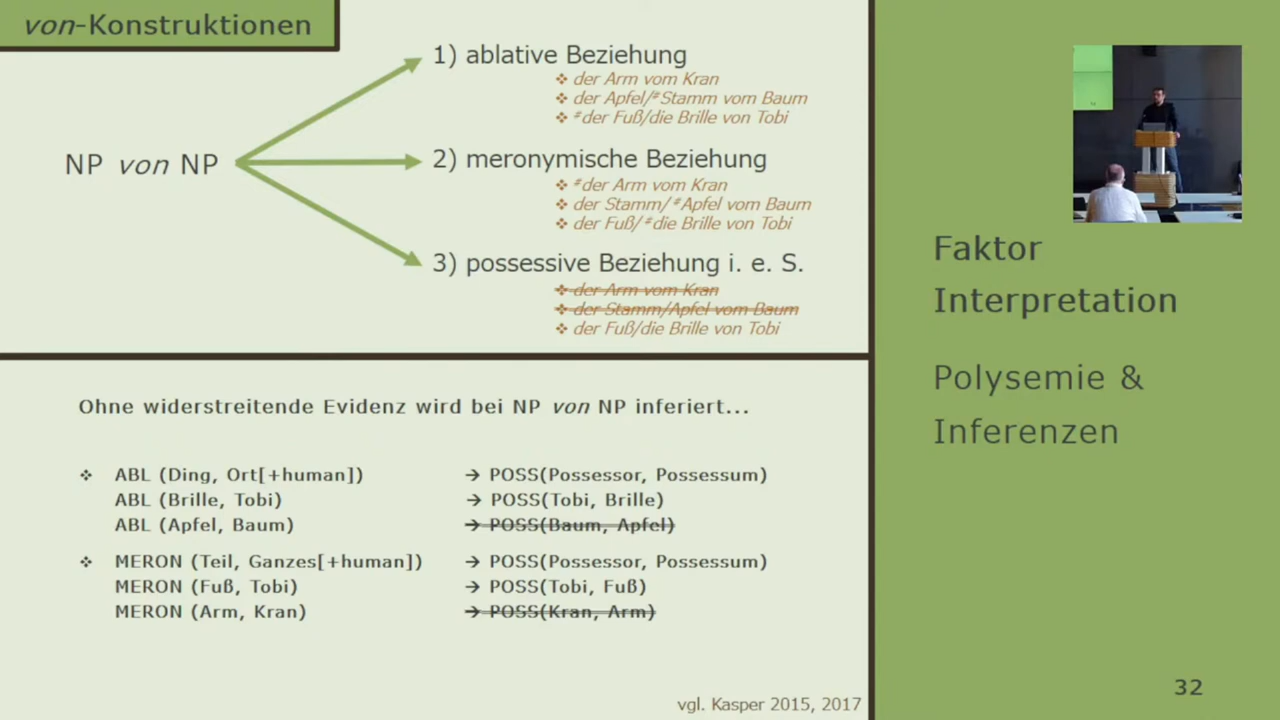 von-Konstruktionen
NP von NP
1) ablative Beziehung
❖ der Arm vom Kran
❖ der Apfel/#Stamm vom Baum
❖ #der Fuß/die Brille von Tobi
2) meronymische Beziehung
❖ #der Arm vom Kran
❖ der Stamm/#Apfel vom Baum
❖ der Fuß/#die Brille von Tobi
3) possessive Beziehung i. e. S.
❖ der Arm vom Kran
❖ der Stamm/Apfel vom Baum
❖ der Fuß/die Brille von Tobi
Ohne widerstreitende Evidenz wird bei NP von NP inferiert...
❖ ABL (Ding, Ort[+human]) → POSS(Possessor, Possessum)
ABL (Brille, Tobi) → POSS(Tobi, Brille)
ABL (Apfel, Baum) → POSS(Baum, Apfel)
❖ MERON (Teil, Ganzes[+human]) → POSS(Possessor, Possessum)
MERON (Fuß, Tobi) → POSS(Tobi, Fuß)
MERON (Arm, Kran) → POSS(Kran, Arm)
vgl. Kasper 2015, 2017
Faktor
Interpretation
Polysemie &
Inferenzen
32